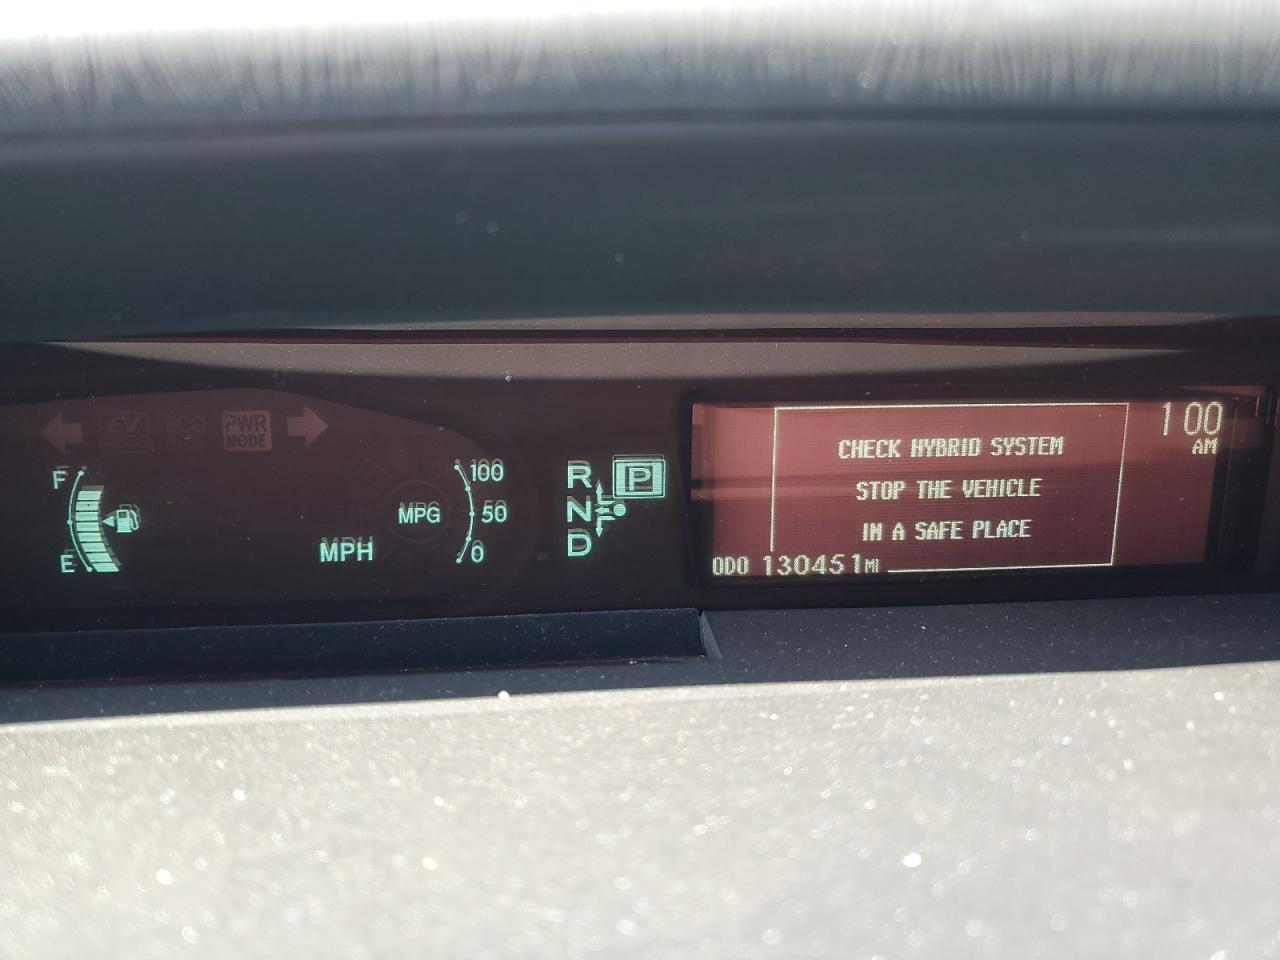 EV
MODE
ECO
PWR
MODE
F
E
MPH
MPG
100
50
0
R
N
D
P
CHECK HYBRID SYSTEM
STOP THE VEHICLE
IN A SAFE PLACE
1 00
AM
ODO 130451 MI